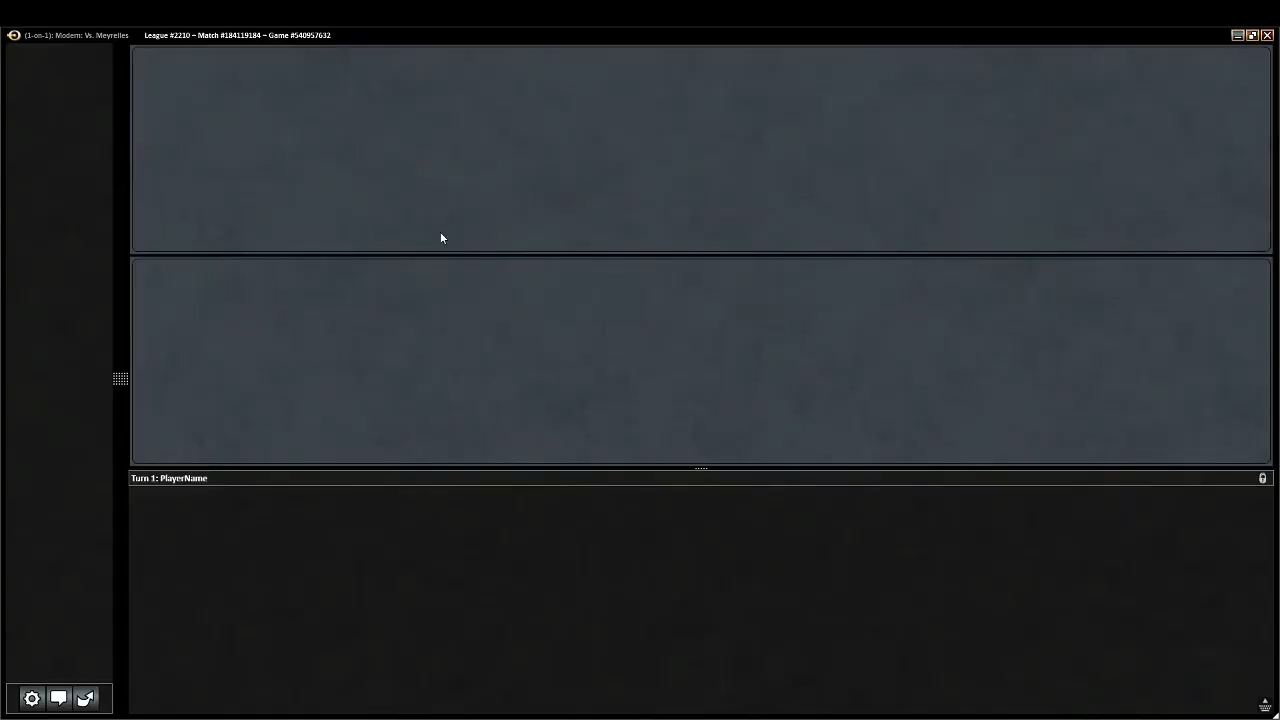 (1-on-1): Modern: Vs. Meyrelles League #2210 – Match #184119184 – Game #540957632
Turn 1: PlayerName